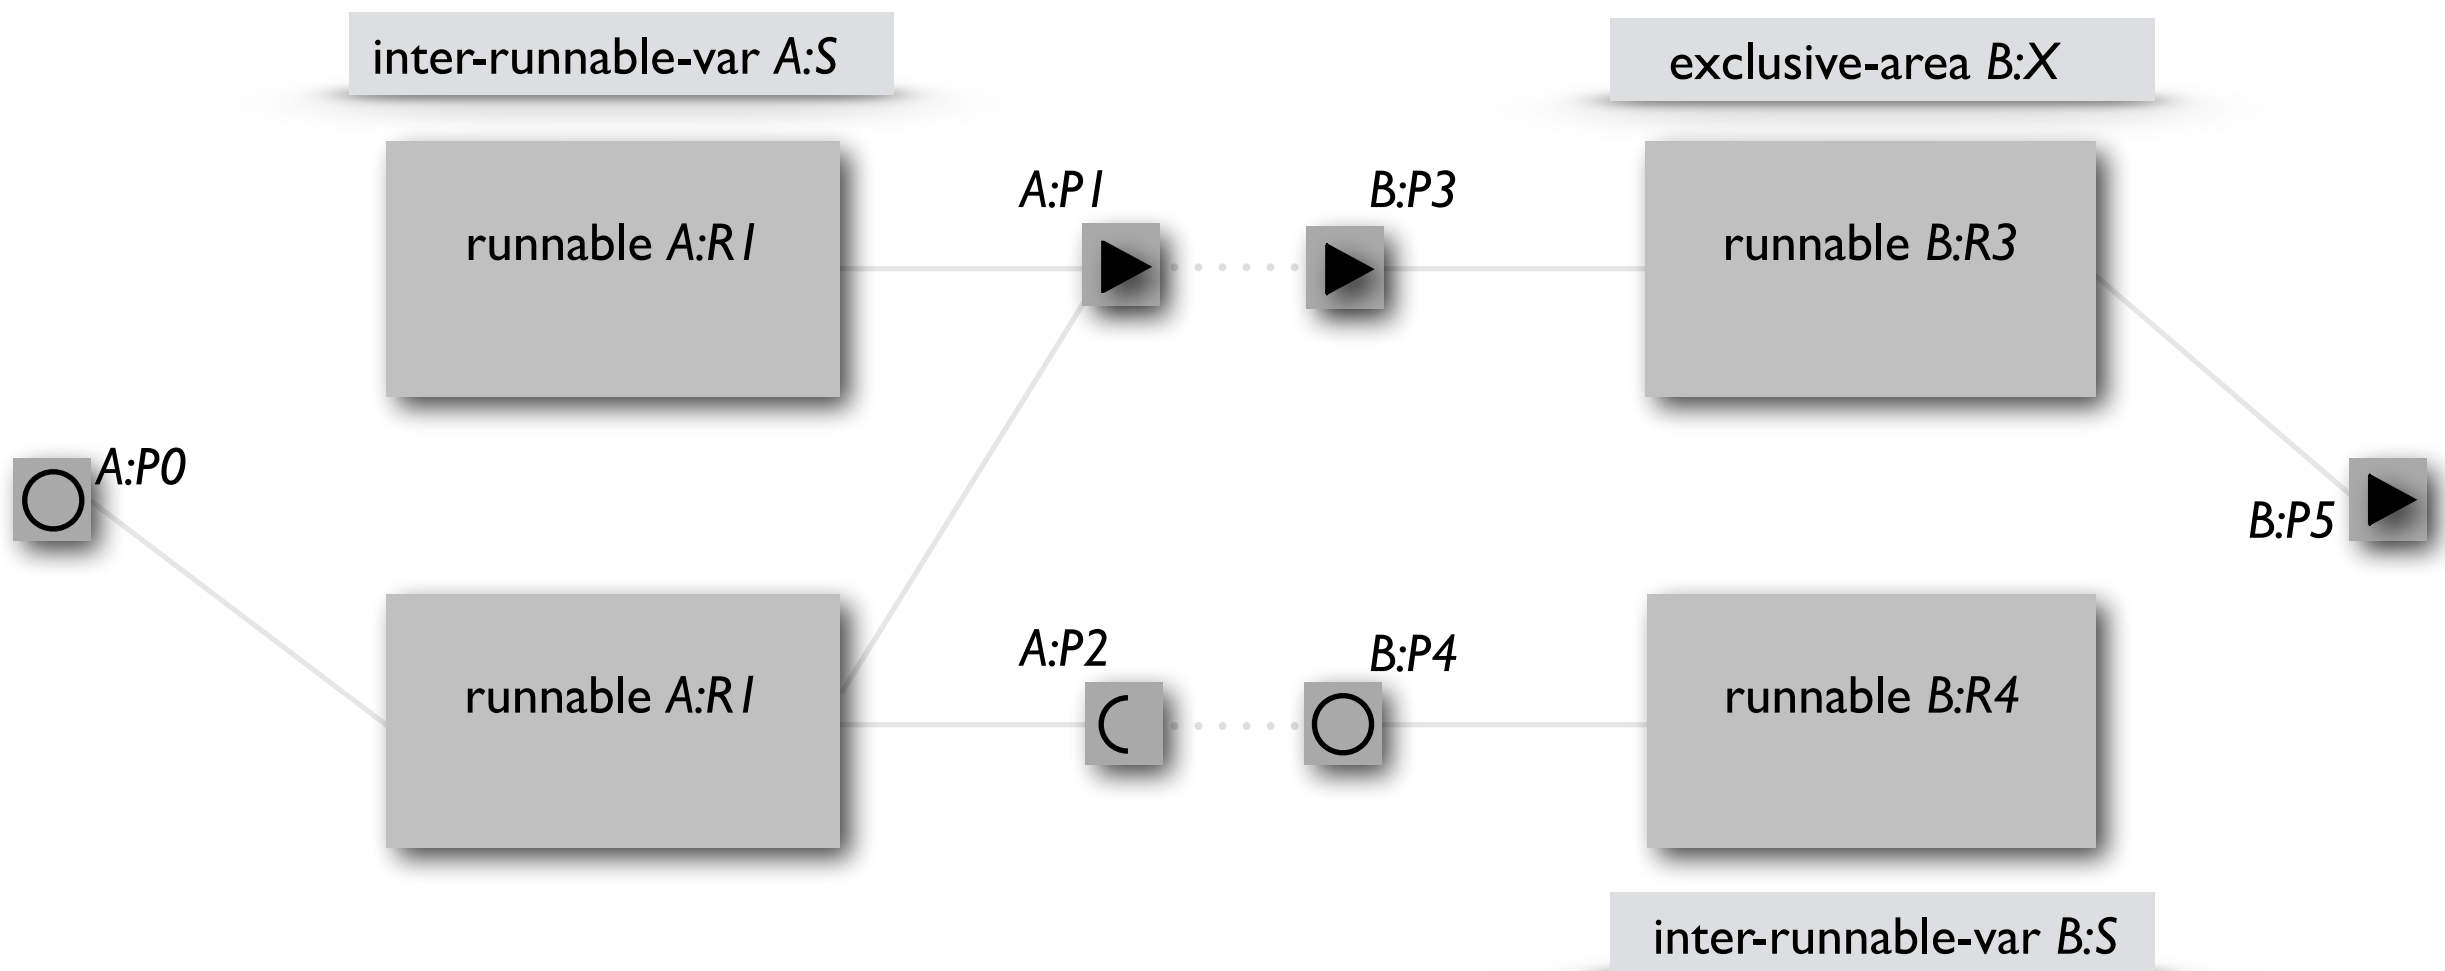 inter-runnable-var A:S
exclusive-area B:X
A:P1
B:P3
runnable A:R1
runnable B:R3
A:P0
B:P5
A:P2
B:P4
runnable A:R1
runnable B:R4
inter-runnable-var B:S